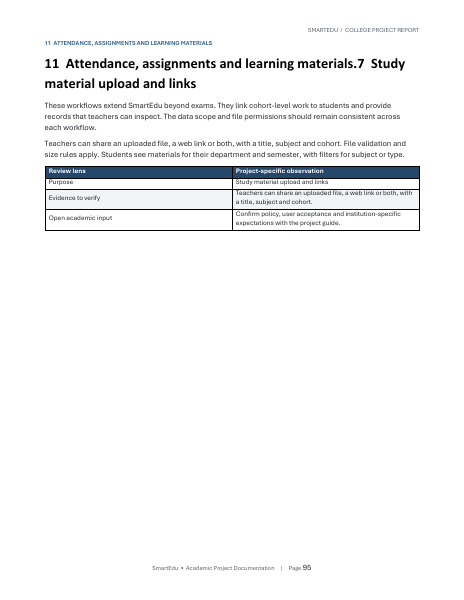 SMARTEDU / COLLEGE PROJECT REPORT
11 ATTENDANCE, ASSIGNMENTS AND LEARNING MATERIALS
11 Attendance, assignments and learning materials.7 Study
material upload and links
These workflows extend SmartEdu beyond exams. They link cohort-level work to students and provide
records that teachers can inspect. The data scope and file permissions should remain consistent across
each workflow.
Teachers can share an uploaded file, a web link or both, with a title, subject and cohort. File validation and
size rules apply. Students see materials for their department and semester, with filters for subject or type.
Review lens Project-specific observation
Purpose Study material upload and links
Evidence to verify Teachers can share an uploaded file, a web link or both, with
a title, subject and cohort.
Open academic input Confirm policy, user acceptance and institution-specific
expectations with the project guide.
SmartEdu • Academic Project Documentation | Page 95